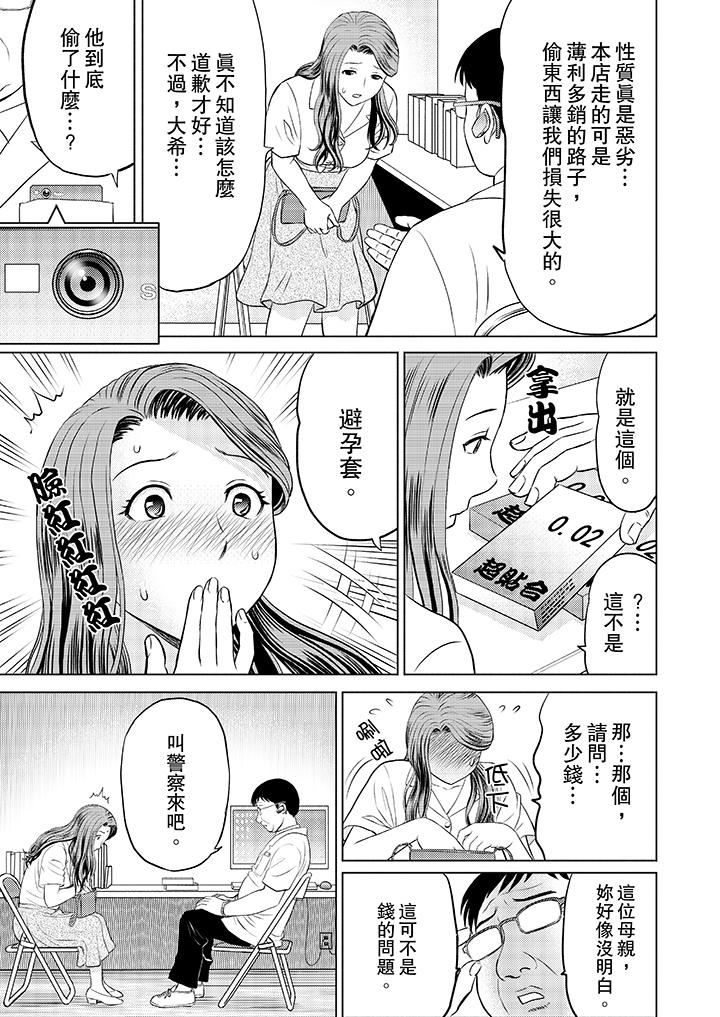 性質真是惡劣…
本店走的可是
薄利多銷的路子，
偷東西讓我們損失很大的。
真不知道該怎麼
道歉才好…
不過，大希…
他到底
偷了什麼…？
S
就是這個。
拿出
0.02
超貼合
超
0.02
？…
這不是
避孕套。
臉紅紅紅紅
那…那個，
請問…
多少錢…
低下
這位母親，
妳好像沒明白。
這可不是
錢的問題。
叫警察來吧。